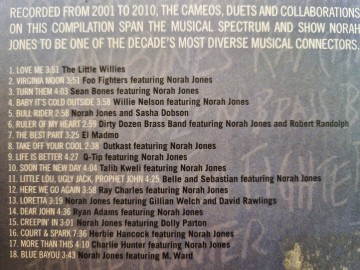 RECORDED FROM 2001 TO 2010, THE CAMEOS, DUETS AND COLLABORATIONS
ON THIS COMPILATION SPAN THE MUSICAL SPECTRUM AND SHOW NORAH
JONES TO BE ONE OF THE DECADE'S MOST DIVERSE MUSICAL CONNECTORS.
1. LOVE ME 3:51 The Little Willies
2. VIRGINIA MOON 3:51 Foo Fighters featuring Norah Jones
3. TURN THEM 4:03 Sean Bones featuring Norah Jones
4. BABY IT'S COLD OUTSIDE 3:58 Willie Nelson featuring Norah Jones
5. BULL RIDER 2:58 Norah Jones and Sasha Dobson
6. RULER OF MY HEART 2:59 Dirty Dozen Brass Band featuring Norah Jones and Robert Randolph
7. THE BEST PART 3:25 El Madmo
8. TAKE OFF YOUR COOL 2:38 Outkast featuring Norah Jones
9. LIFE IS BETTER 4:27 Q-Tip featuring Norah Jones
10. SOON THE NEW DAY 4:04 Talib Kweli featuring Norah Jones
11. LITTLE LOU, UGLY JACK, PROPHET JOHN 4:25 Belle and Sebastian featuring Norah Jones
12. HERE WE GO AGAIN 3:58 Ray Charles featuring Norah Jones
13. LORETTA 3:19 Norah Jones featuring Gillian Welch and David Rawlings
14. DEAR JOHN 4:36 Ryan Adams featuring Norah Jones
15. CREEPIN' IN 3:01 Norah Jones featuring Dolly Parton
16. COURT & SPARK 7:36 Herbie Hancock featuring Norah Jones
17. MORE THAN THIS 4:10 Charlie Hunter featuring Norah Jones
18. BLUE BAYOU 3:43 Norah Jones featuring M. Ward